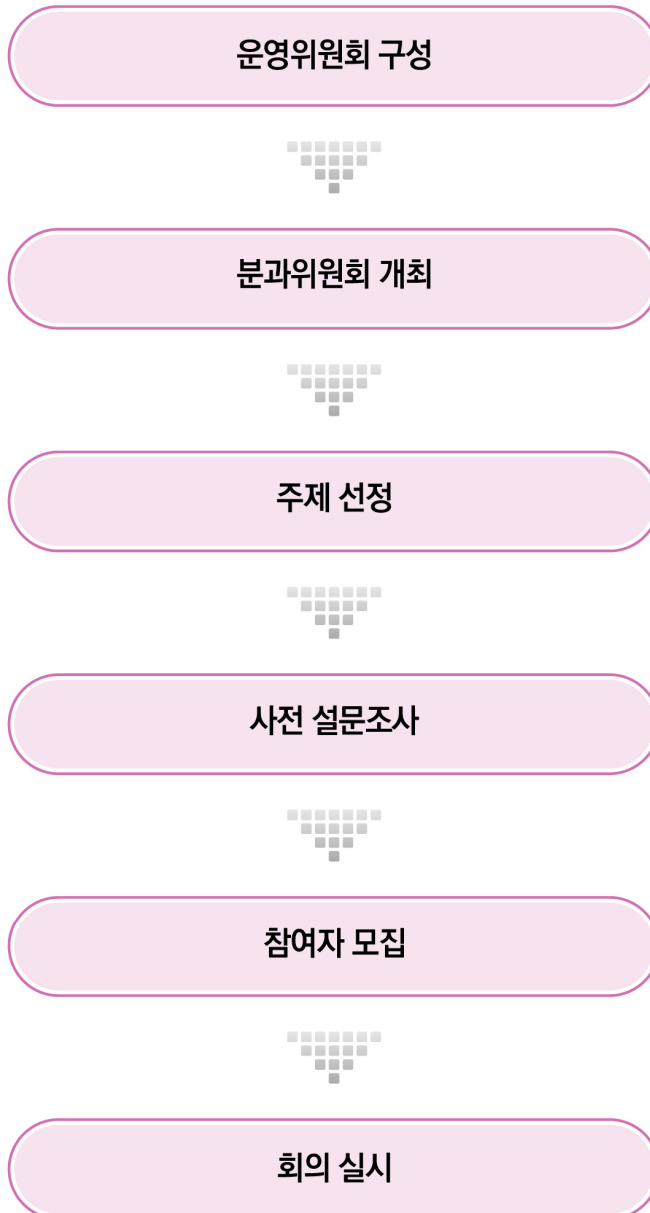 운영위원회 구성
분과위원회 개최
주제 선정
사전 설문조사
참여자 모집
회의 실시